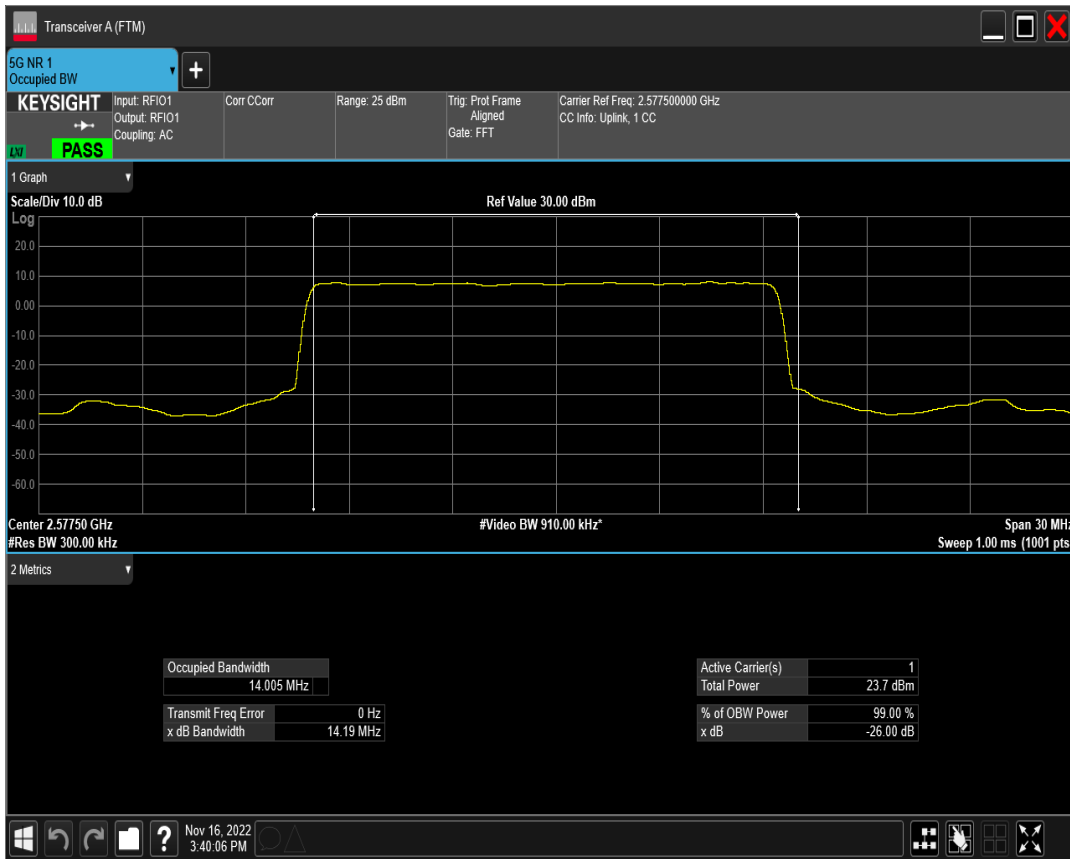 Transceiver A (FTM)
5G NR 1
Occupied BW
+
KEYSIGHT
LXI
PASS
Input: RFIO1
Output: RFIO1
Coupling: AC
Corr CCorr
Range: 25 dBm
Trig: Prot Frame
Aligned
Gate: FFT
Carrier Ref Freq: 2.577500000 GHz
CC Info: Uplink, 1 CC
1 Graph
Scale/Div 10.0 dB
Ref Value 30.00 dBm
Log
20.0
10.0
0.00
-10.0
-20.0
-30.0
-40.0
-50.0
-60.0
Center 2.57750 GHz
#Video BW 910.00 kHz*
Span 30 MHz
#Res BW 300.00 kHz
Sweep 1.00 ms (1001 pts
2 Metrics
Occupied Bandwidth
14.005 MHz
Transmit Freq Error 0 Hz
x dB Bandwidth 14.19 MHz
Active Carrier(s) 1
Total Power 23.7 dBm
% of OBW Power 99.00 %
x dB -26.00 dB
?
Nov 16, 2022
3:40:06 PM